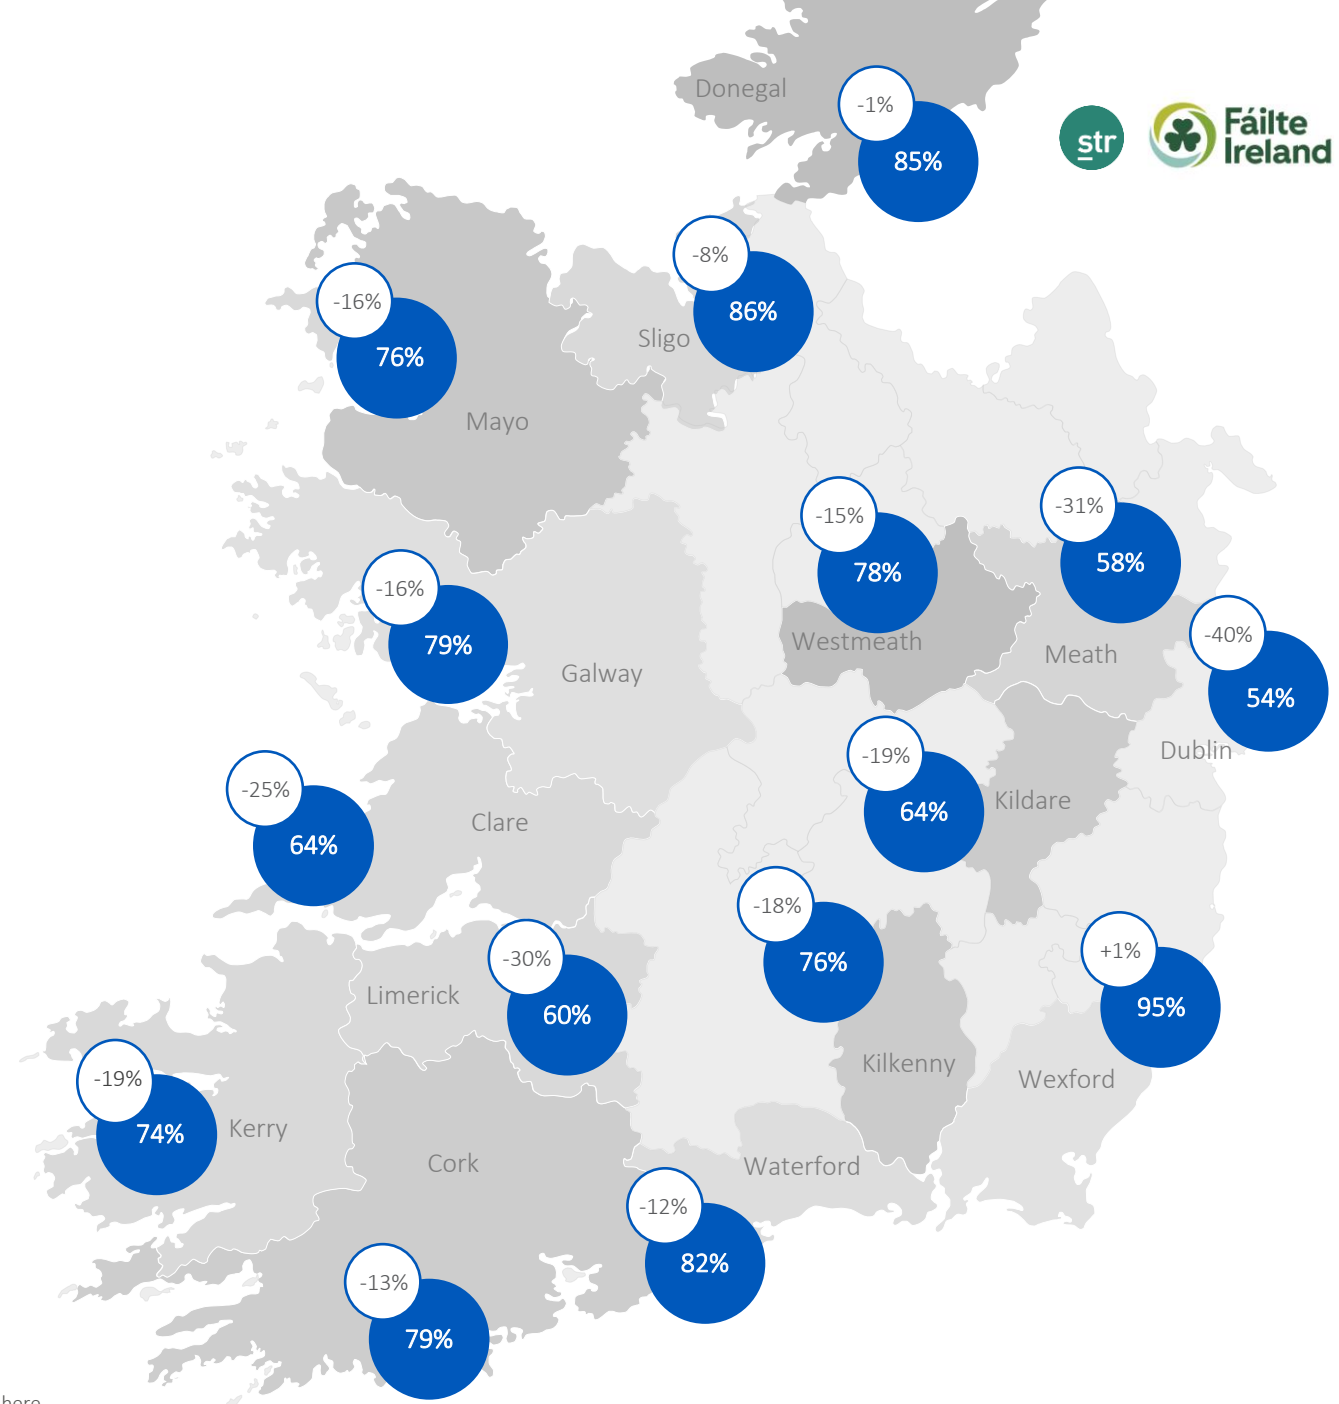 Donegal
-1%
85%
str
Fáilte
Ireland
-8%
86%
Sligo
-16%
76%
Mayo
-15%
78%
Westmeath
-31%
58%
Meath
-40%
54%
Dublin
-16%
79%
Galway
-19%
64%
Kildare
-25%
64%
Clare
-18%
76%
Kilkenny
+1%
95%
Wexford
-30%
60%
Limerick
-19%
74%
Kerry
Cork
Waterford
-12%
82%
-13%
79%